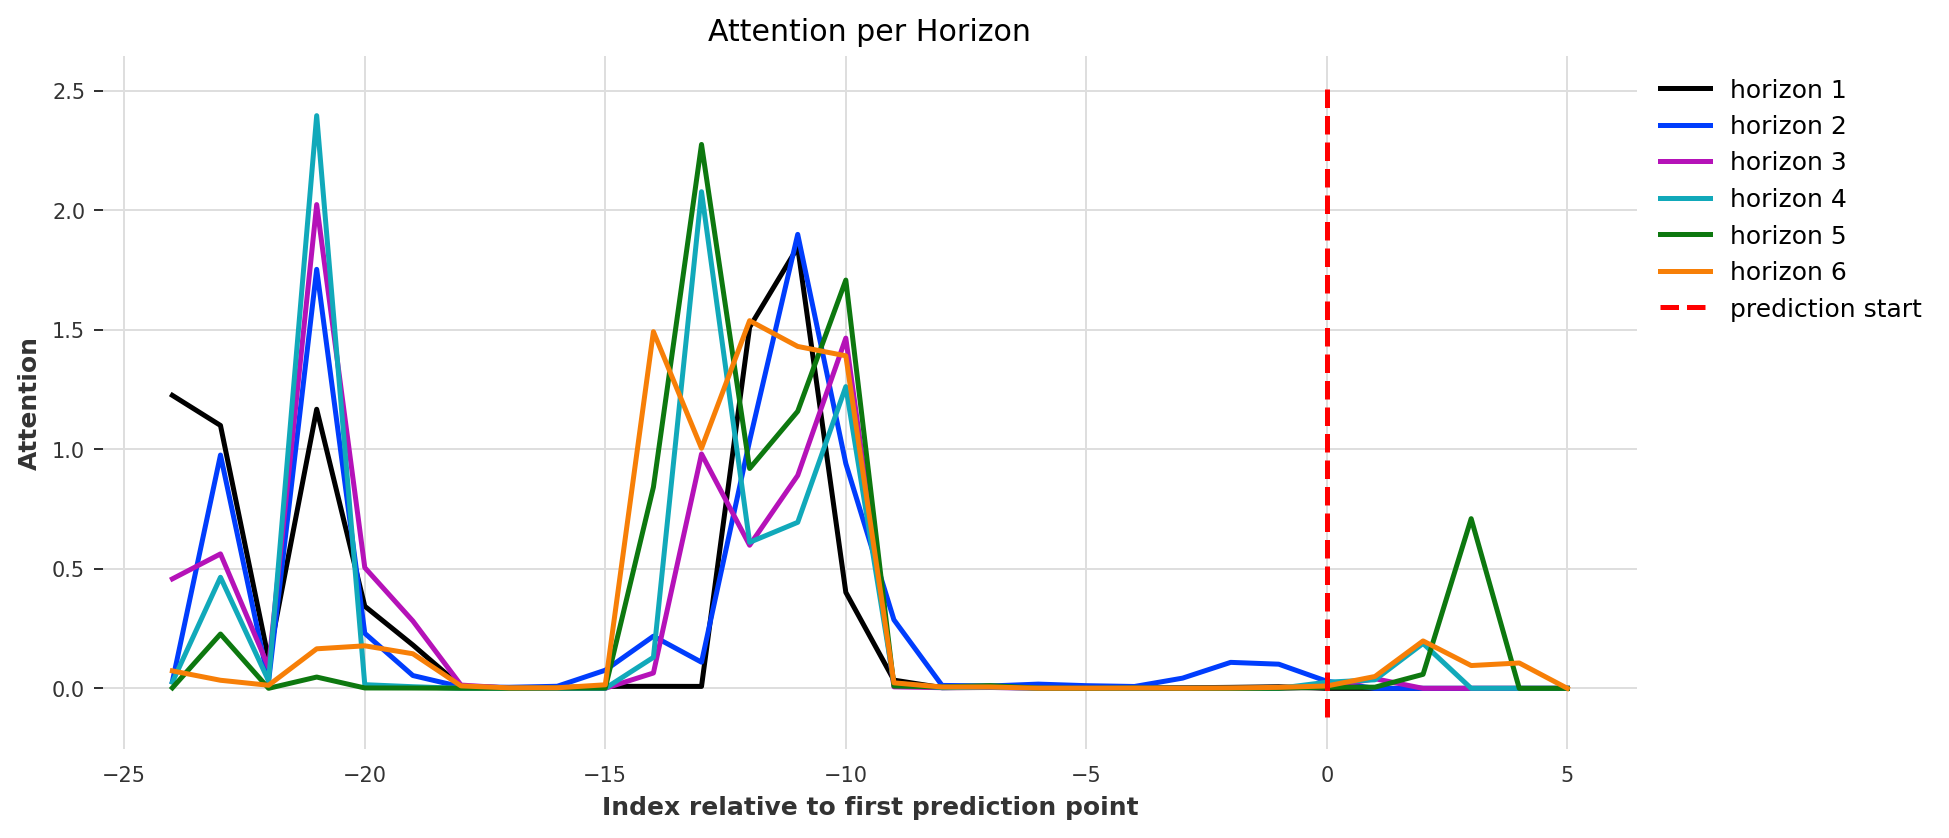 Attention per Horizon
Attention
2.5
2.0
1.5
1.0
0.5
0.0
−25
−20
−15
−10
−5
0
5
Index relative to first prediction point
horizon 1
horizon 2
horizon 3
horizon 4
horizon 5
horizon 6
prediction start